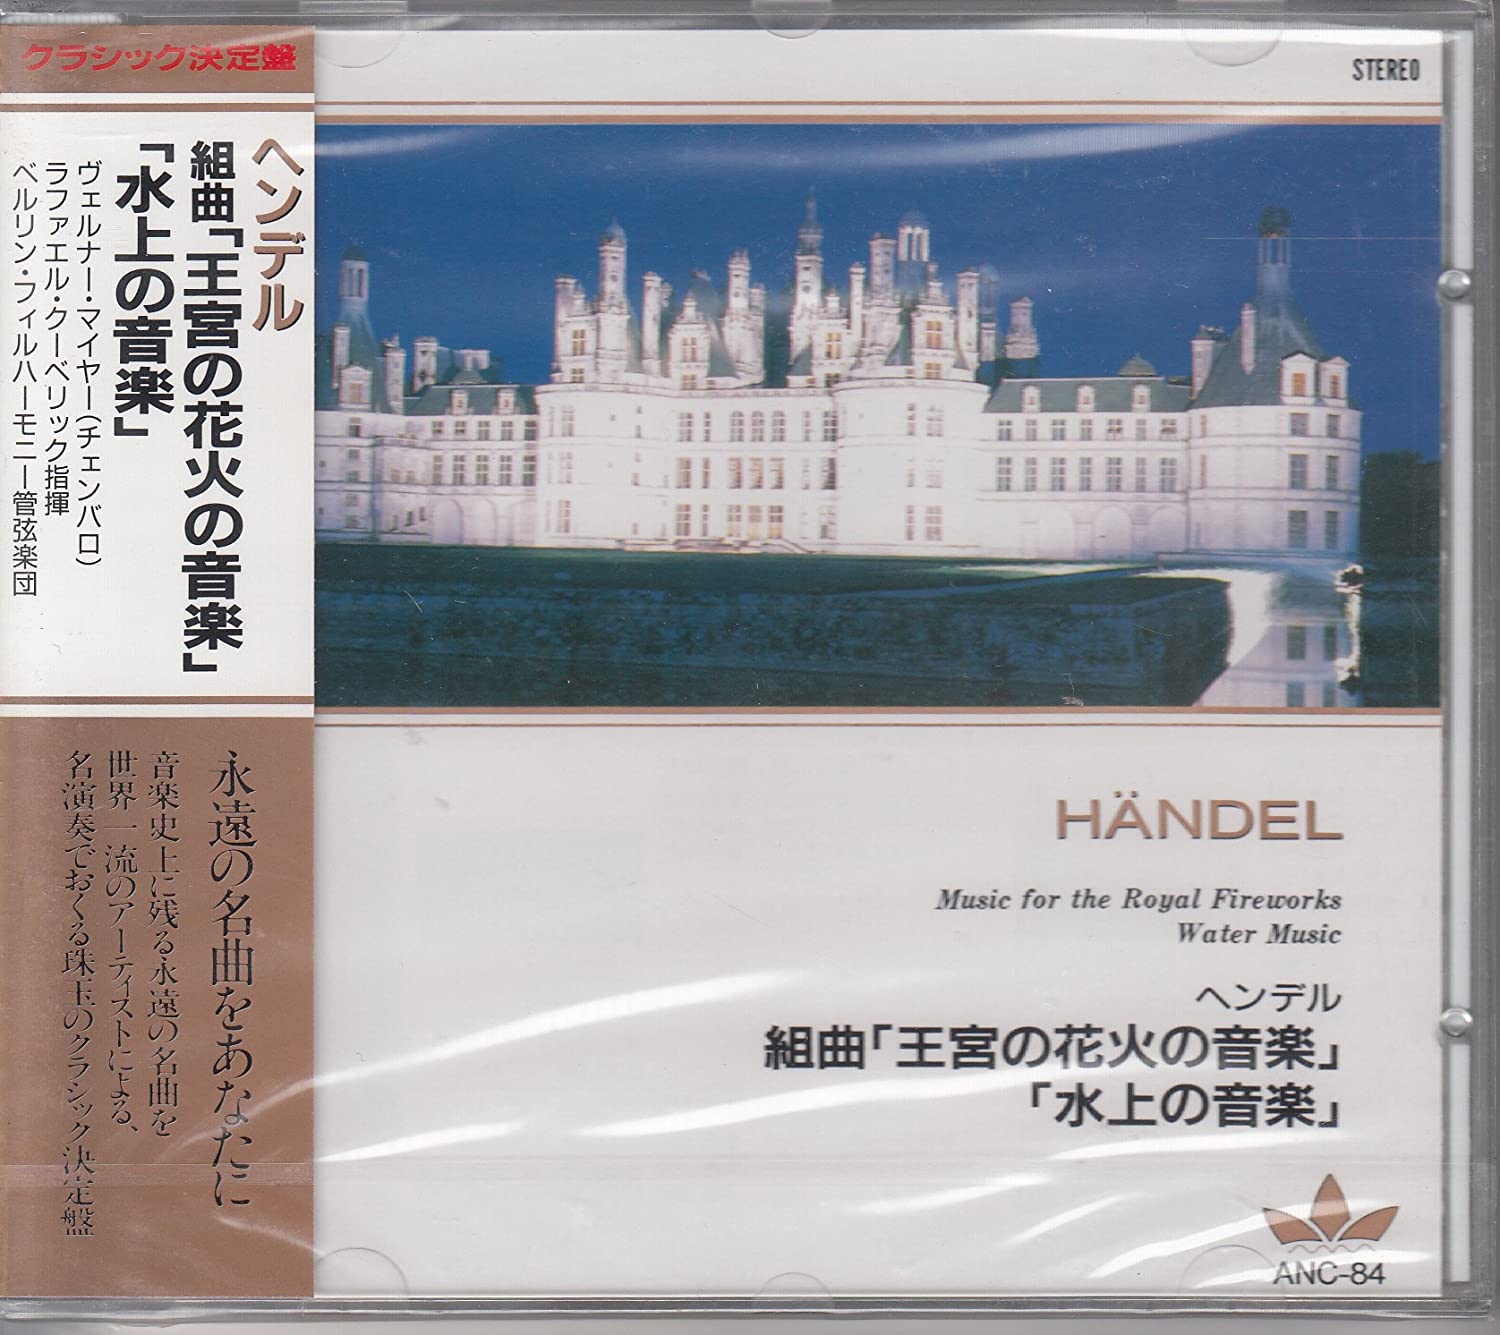 クラシック決定盤
ヘンデル
組曲「王宮の花火の音楽」
「水上の音楽」
ヴェルナー・マイヤー(チェンバロ)
ラファエル・クーベリック指揮
ベルリン・フィルハーモニー管弦楽団
永遠の名曲をあなたに
音楽史上に残る永遠の名曲を
世界一流のアーティストによる、
名演奏でおくる珠玉のクラシック決定盤
STEREO
HÄNDEL
Music for the Royal Fireworks
Water Music
ヘンデル
組曲「王宮の花火の音楽」
「水上の音楽」
ANC-84